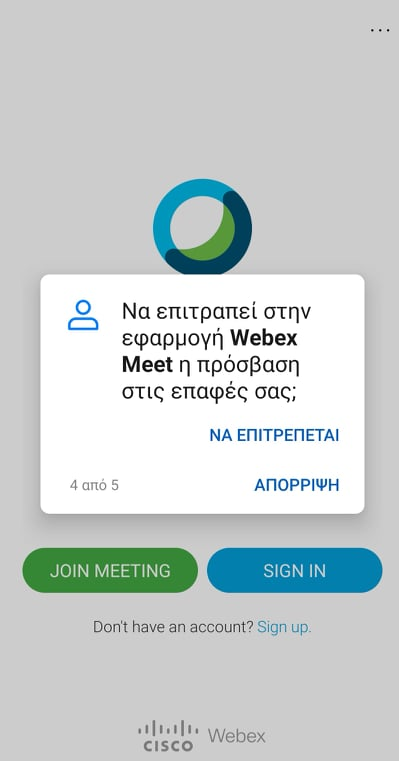 ...
Να επιτραπεί στην
εφαρμογή Webex
Meet η πρόσβαση
στις επαφές σας;
ΝΑ ΕΠΙΤΡΕΠΕΤΑΙ
4 από 5
ΑΠΟΡΡΙΨΗ
JOIN MEETING
SIGN IN
Don't have an account? Sign up.
CISCO Webex